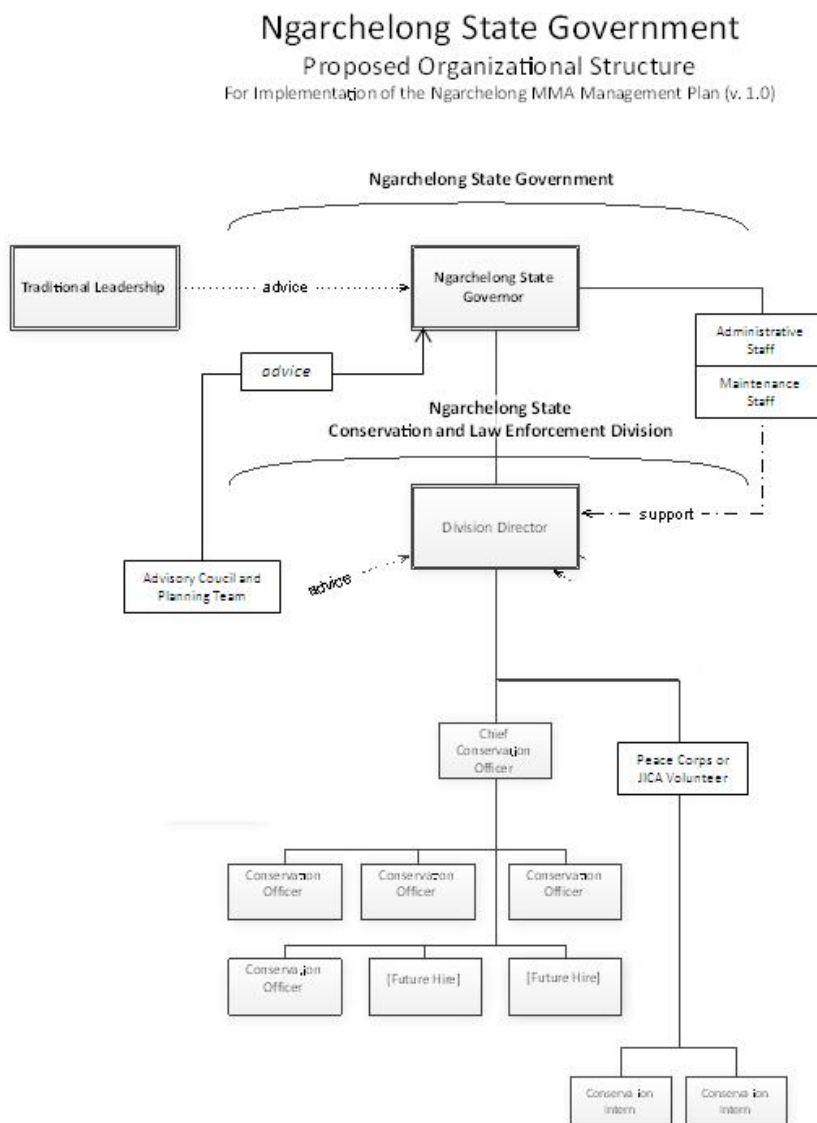 Ngarchelong State Government
Proposed Organizational Structure
For Implementation of the Ngarchelong MMA Management Plan (v. 1.0)
Ngarchelong State Government
Traditional Leadership
advice
Ngarchelong State
Governor
Administrative
Staff
Maintenance
Staff
advice
Ngarchelong State
Conservation and Law Enforcement Division
Division Director
support
Advisory Coucil and
Planning Team
advice
Chief
Conservation
Officer
Peace Corps or
JICA Volunteer
Conservation
Officer
Conservation
Officer
Conservation
Officer
Conservation
Officer
[Future Hire]
[Future Hire]
Conservation
Intern
Conservation
Intern